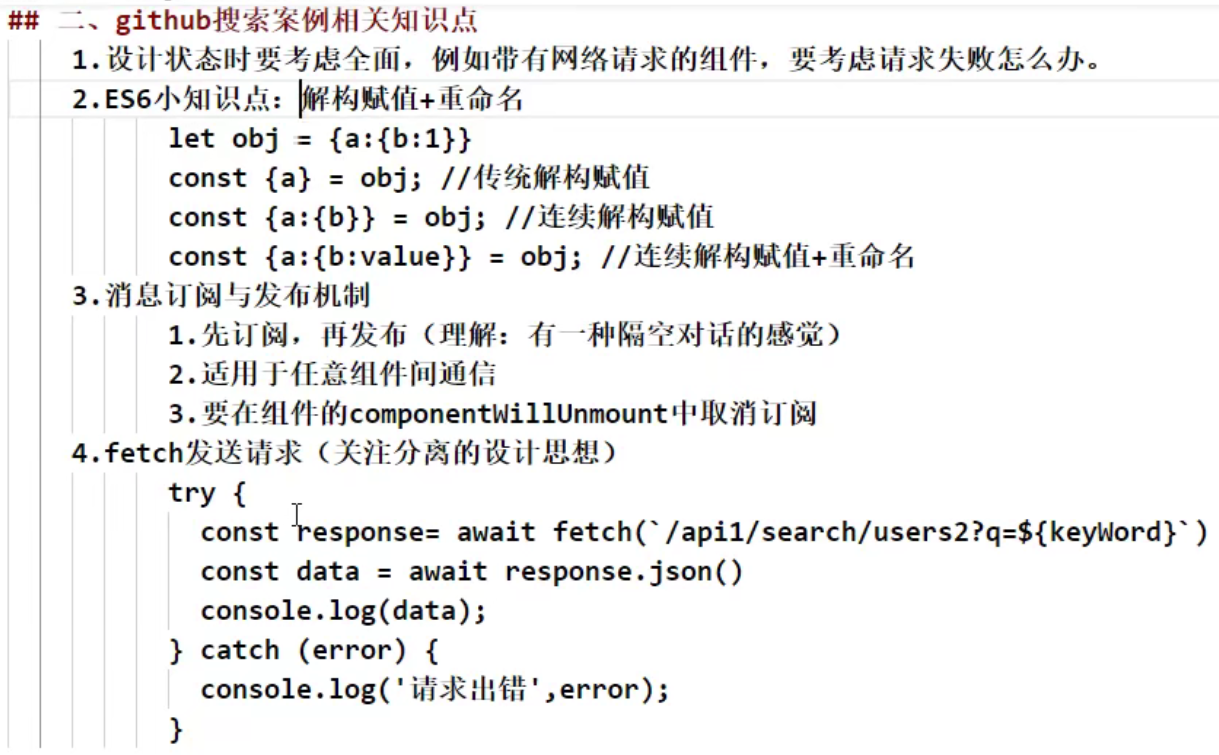 ## 二、github搜索案例相关知识点
1.设计状态时要考虑全面，例如带有网络请求的组件，要考虑请求失败怎么办。
2.ES6小知识点：解构赋值+重命名
let obj = {a:{b:1}}
const {a} = obj; //传统解构赋值
const {a:{b}} = obj; //连续解构赋值
const {a:{b:value}} = obj; //连续解构赋值+重命名
3.消息订阅与发布机制
1.先订阅，再发布（理解：有一种隔空对话的感觉）
2.适用于任意组件间通信
3.要在组件的componentWillUnmount中取消订阅
4.fetch发送请求（关注分离的设计思想）
try {
const response= await fetch(`/api1/search/users2?q=${keyWord}`)
const data = await response.json()
console.log(data);
} catch (error) {
console.log('请求出错',error);
}